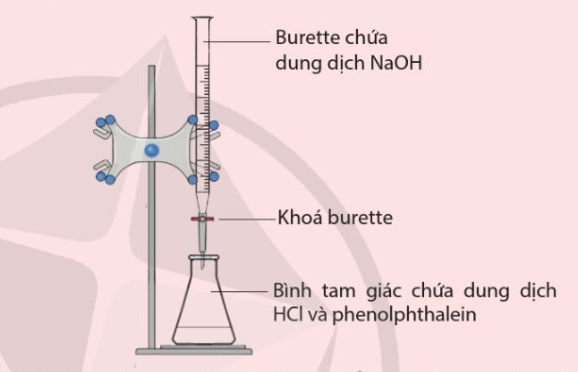 Burette chứa
dung dịch NaOH
Khoá burette
Bình tam giác chứa dung dịch
HCl và phenolphthalein